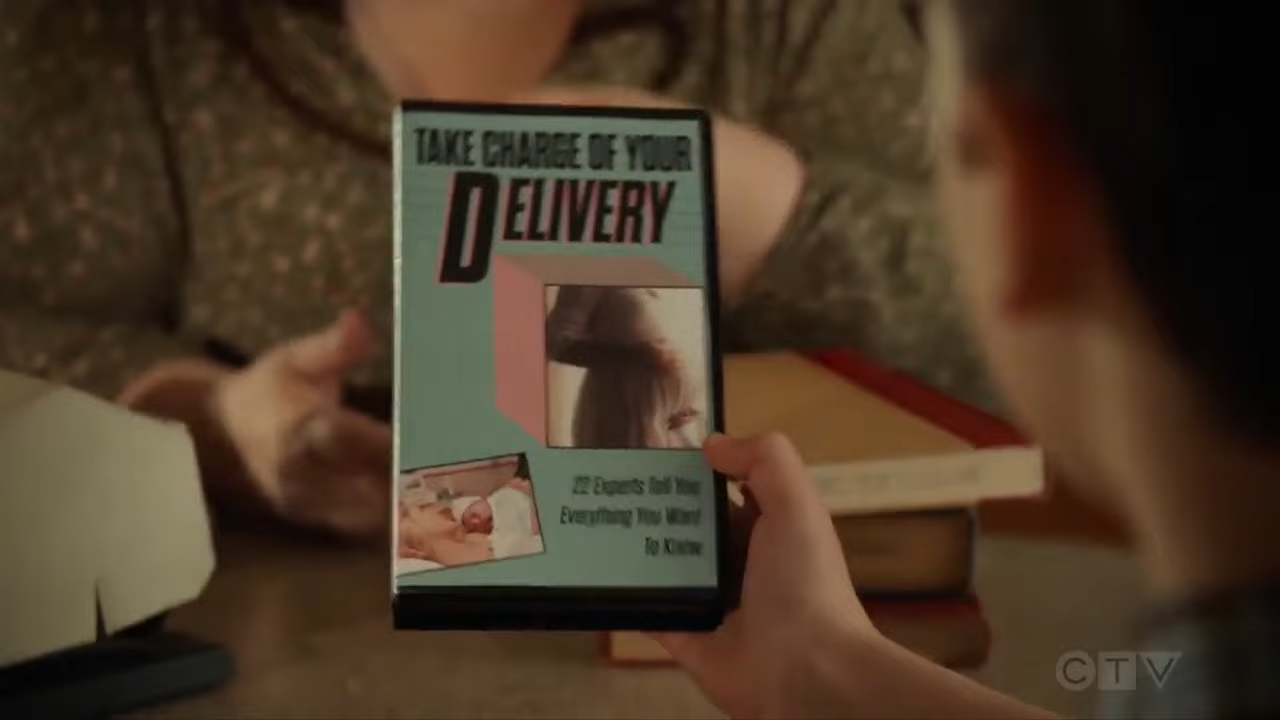 TAKE CHARGE OF YOUR
DELIVERY
22 Experts Tell You
Everything You Want
To Know
CTV